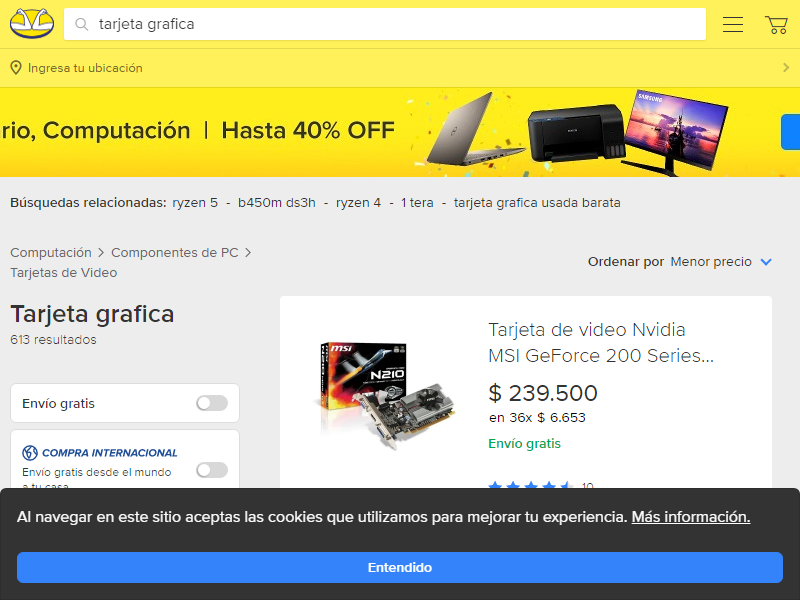 tarjeta grafica
Ingresa tu ubicación
rio, Computación | Hasta 40% OFF
SAMSUNG
Búsquedas relacionadas: ryzen 5 - b450m ds3h - ryzen 4 - 1 tera - tarjeta grafica usada barata
Computación > Componentes de PC >
Tarjetas de Video
Ordenar por Menor precio
Tarjeta grafica
613 resultados
Envío gratis
COMPRA INTERNACIONAL
Envío gratis desde el mundo
a tu casa
msi
N210
Tarjeta de video Nvidia
MSI GeForce 200 Series...
$ 239.500
en 36x $ 6.653
Envío gratis
10
Al navegar en este sitio aceptas las cookies que utilizamos para mejorar tu experiencia. Más información.
Entendido